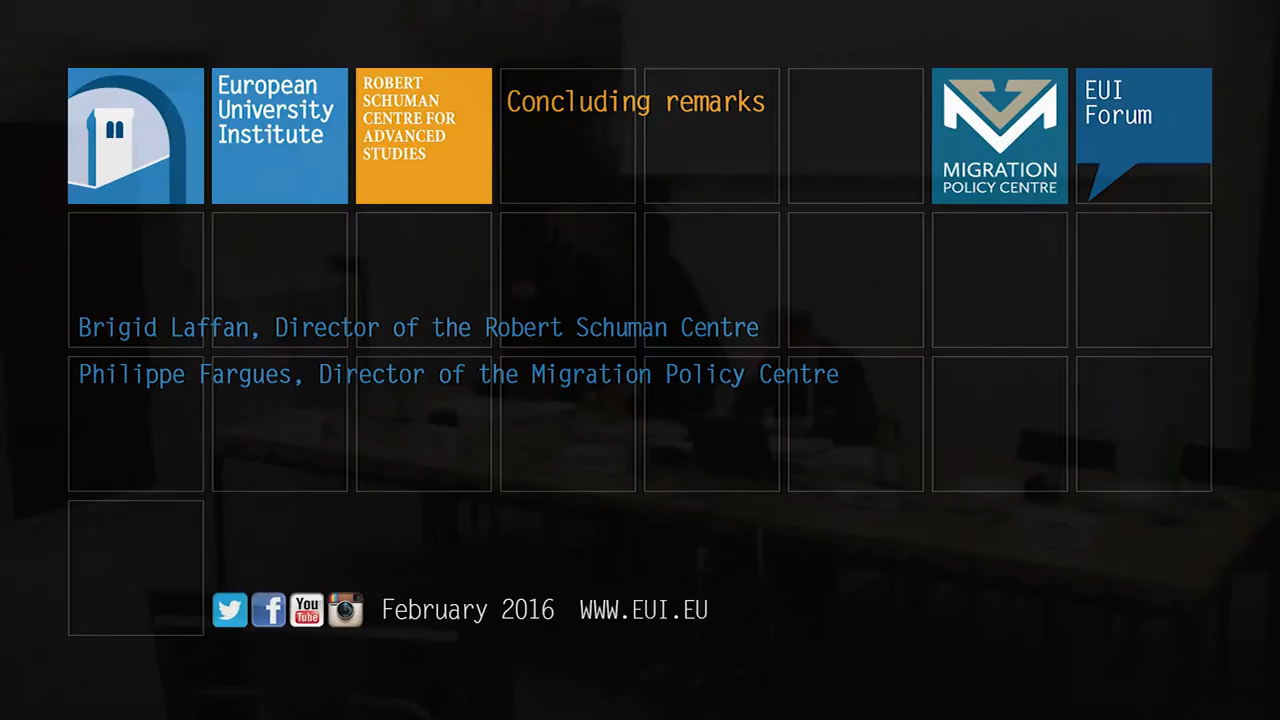 European
University
Institute
ROBERT
SCHUMAN
CENTRE FOR
ADVANCED
STUDIES
Concluding remarks
MIGRATION
POLICY CENTRE
EUI
Forum
Brigid Laffan, Director of the Robert Schuman Centre
Philippe Fargues, Director of the Migration Policy Centre
You
Tube
February 2016 WWW.EUI.EU